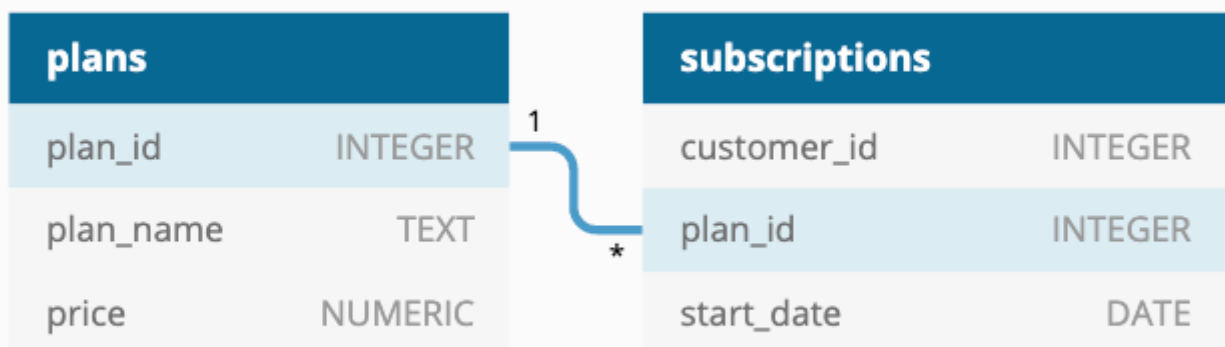 plans
plan_id INTEGER
plan_name TEXT
price NUMERIC
1
*
subscriptions
customer_id INTEGER
plan_id INTEGER
start_date DATE